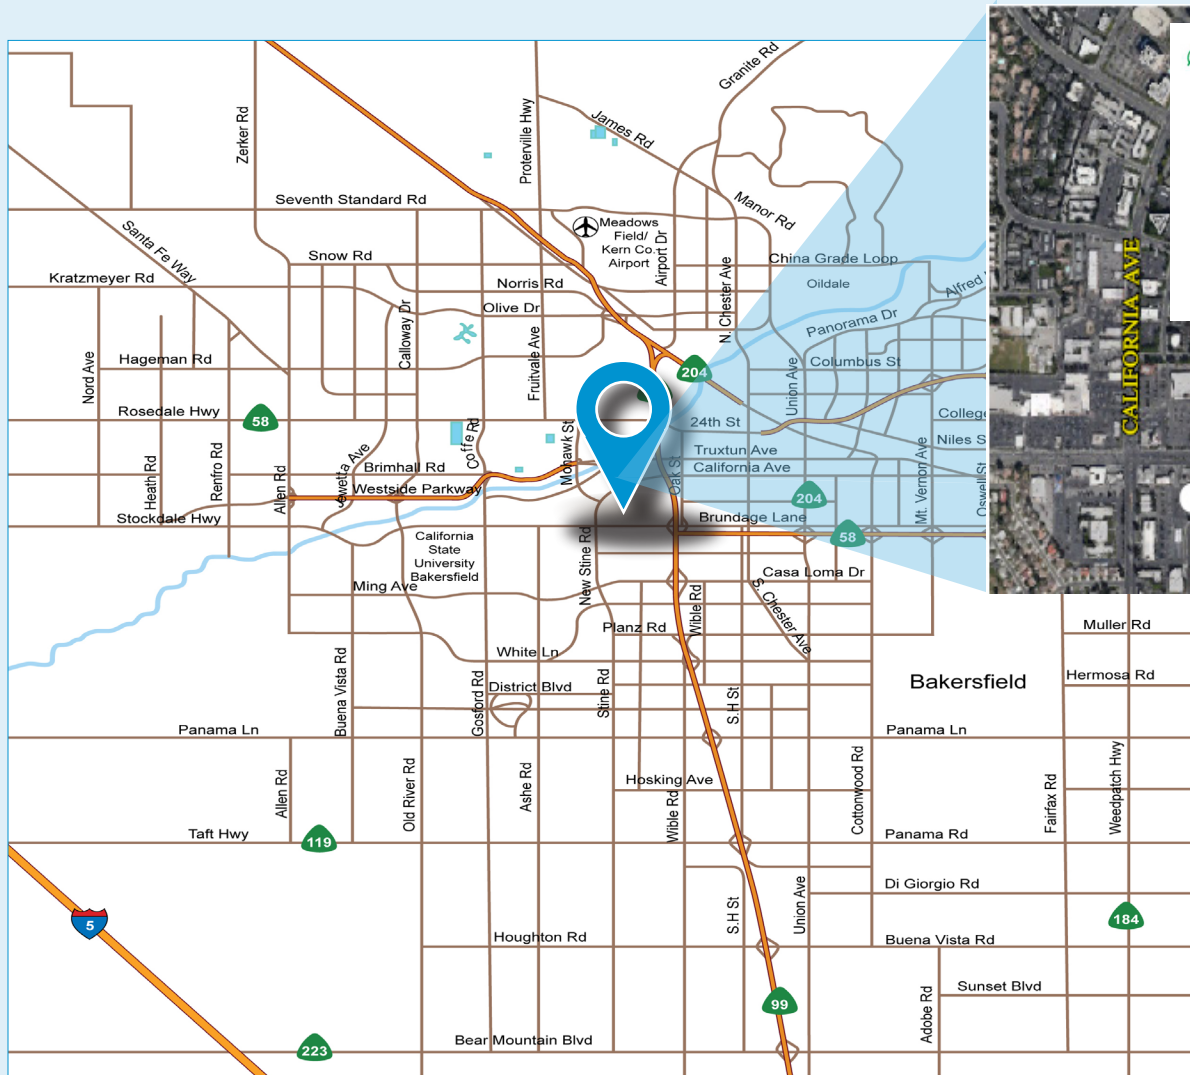 Granite Rd
Zerker Rd
Proterville Hwy
James Rd
Seventh Standard Rd
Manor Rd
Santa Fe Way
Meadows
Field/
Kern Co.
Airport
Airport Dr
Snow Rd
China Grade Loop
Kratzmeyer Rd
Norris Rd
N. Chester Ave
Oildale
Alfred
Olive Dr
Calloway Dr
Panorama Dr
Fruitvale Ave
Nord Ave
Hageman Rd
Columbus St
204
Union Ave
Rosedale Hwy
58
24th St
College
CALIFORNIA AVE
Coffe Rd
Mohawk St
Niles S
Truxtun Ave
Heath Rd
Renfro Rd
Allen Rd
Jewetta Ave
Brimhall Rd
California Ave
Oak St
Mt. Vernon Ave
Oswell St
Westside Parkway
204
Stockdale Hwy
Brundage Lane
58
California
State
University
Bakersfield
New Stine Rd
Casa Loma Dr
Ming Ave
S. Chester Ave
Wible Rd
Planz Rd
Muller Rd
White Ln
Buena Vista Rd
Gosford Rd
District Blvd
Stine Rd
S.H St
Bakersfield
Hermosa Rd
Panama Ln
Panama Ln
Allen Rd
Old River Rd
Ashe Rd
Hosking Ave
Wible Rd
Cottonwood Rd
Fairfax Rd
Weedpatch Hwy
Taft Hwy
119
Panama Rd
Di Giorgio Rd
S.H St
Union Ave
5
184
Houghton Rd
Buena Vista Rd
Sunset Blvd
Adobe Rd
99
Bear Mountain Blvd
223